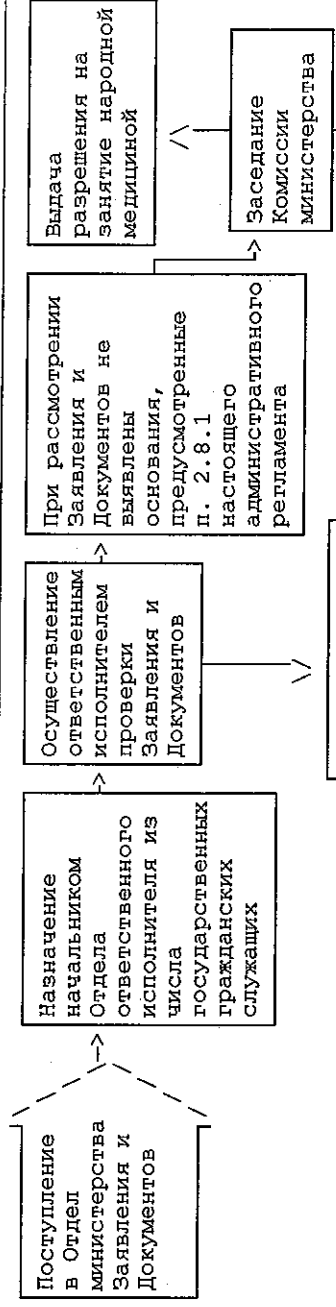 Поступление
в Отдел
министерства
Заявления и
Документов
Назначение
начальником
Отдела
ответственного
исполнителя из
числа
государственных
гражданских
служащих
Осуществление
ответственным
исполнителем
проверки
Заявления и
Документов
При рассмотрении
Заявления и
Документов не
выявлены
основания,
предусмотренные
п. 2.8.1
настоящего
административного
регламента
Выдача
разрешения на
занятие народной
медициной
Заседание
Комиссии
министерства